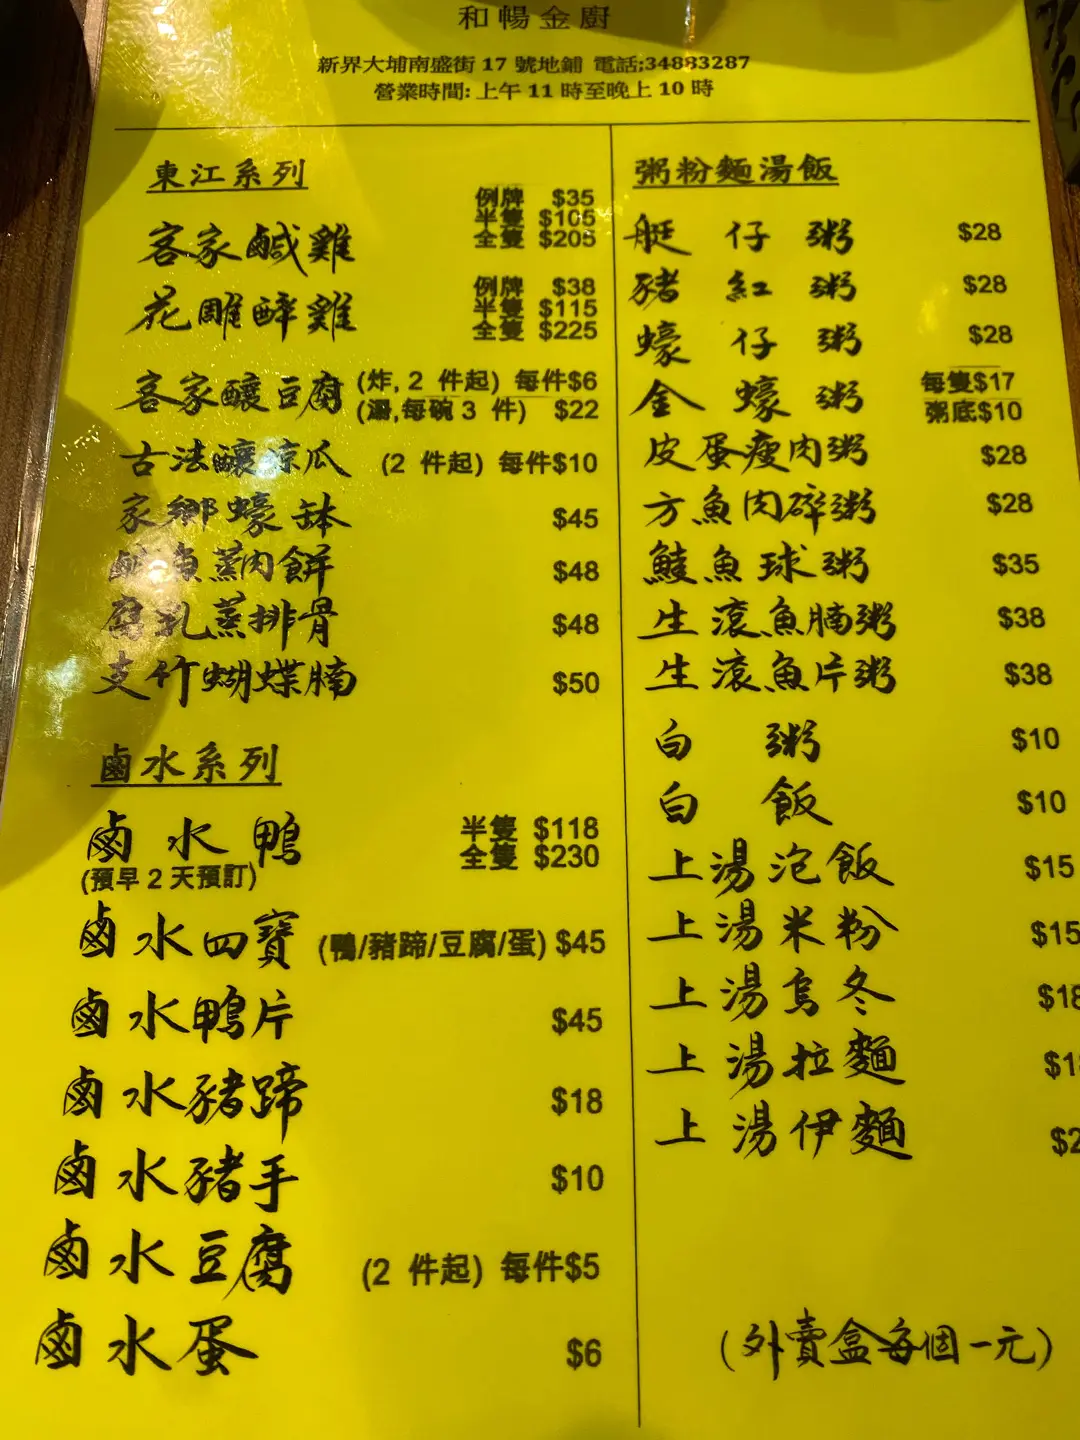 和暢金廚
新界大埔南盛街 17 號地鋪 電話;34883287
營業時間: 上午 11 時至晚上 10 時
東江系列
客家鹹雞 例牌 $35
半隻 $105
全隻 $205
花雕醉雞 例牌 $38
半隻 $115
全隻 $225
客家釀豆腐 (炸, 2 件起) 每件$6
(湯,每碗 3 件) $22
古法釀涼瓜 (2 件起) 每件$10
家鄉蠔缽 $45
鹹魚蒸肉餅 $48
腐乳蒸排骨 $48
支竹蝴蝶腩 $50
鹵水系列
鹵水鴨 半隻 $118
(預早 2 天預訂) 全隻 $230
鹵水四寶 (鴨/豬蹄/豆腐/蛋) $45
鹵水鴨片 $45
鹵水豬蹄 $18
鹵水豬手 $10
鹵水豆腐 (2 件起) 每件$5
鹵水蛋 $6
粥粉麵湯飯
艇仔粥 $28
豬紅粥 $28
蠔仔粥 $28
金蠔粥 每隻$17
粥底$10
皮蛋瘦肉粥 $28
方魚肉碎粥 $28
鯪魚球粥 $35
生滾魚腩粥 $38
生滾魚片粥 $38
白粥 $10
白飯 $10
上湯泡飯 $15
上湯米粉 $15
上湯烏冬 $18
上湯拉麵
上湯伊麵
(外賣盒每個一元)